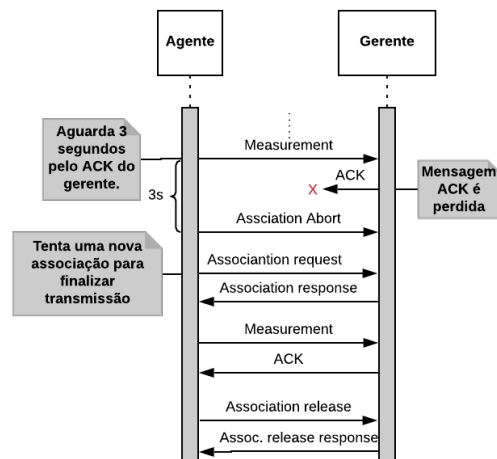 Agente
Gerente
Aguarda 3
segundos
pelo ACK do
gerente.
Measurement
3s
X
ACK
Mensagem
ACK é
perdida
Assciation Abort
Tenta uma nova
associação para
finalizar
transmissão
Associantion request
Association response
Measurement
ACK
Association release
Assoc. release response